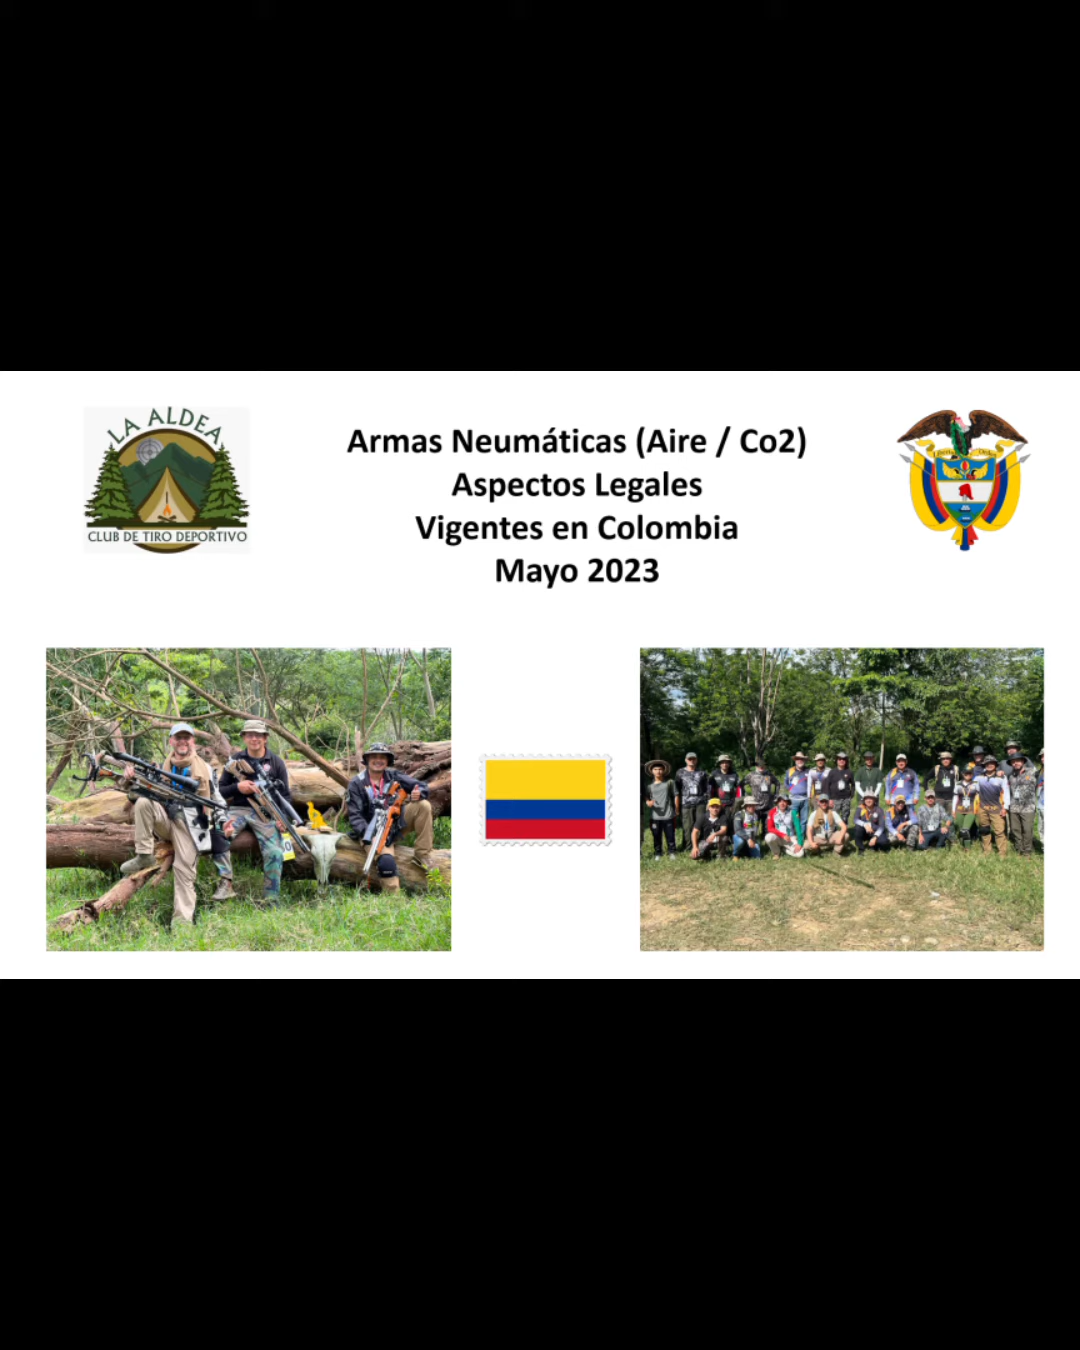 LA ALDEA
CLUB DE TIRO DEPORTIVO
Armas Neumáticas (Aire / Co2)
Aspectos Legales
Vigentes en Colombia
Mayo 2023